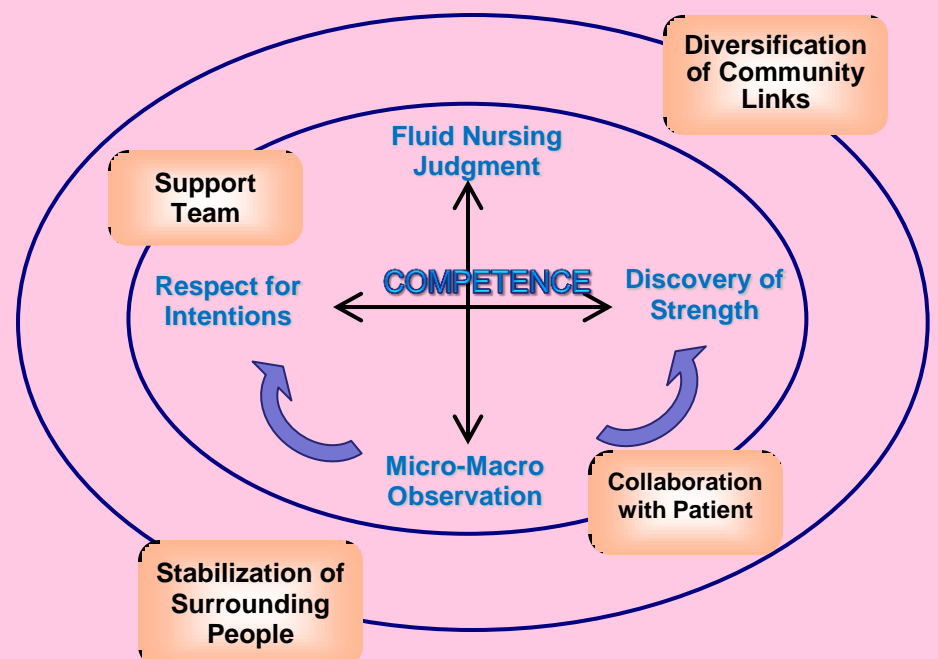 Diversification
of Community
Links
Fluid Nursing
Judgment
Support
Team
COMPETENCE
Respect for
Intentions
Discovery of
Strength
Micro-Macro
Observation
Collaboration
with Patient
Stabilization of
Surrounding
People